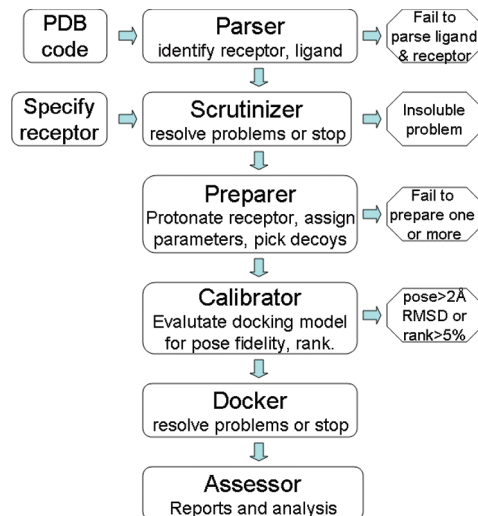 PDB
code
Parser
identify receptor, ligand
Fail to
parse ligand
& receptor
Specify
receptor
Scrutinizer
resolve problems or stop
Insoluble
problem
Preparer
Protonate receptor, assign
parameters, pick decoys
Fail to
prepare one
or more
Calibrator
Evalutate docking model
for pose fidelity, rank.
pose>2Å
RMSD or
rank>5%
Docker
resolve problems or stop
Assessor
Reports and analysis